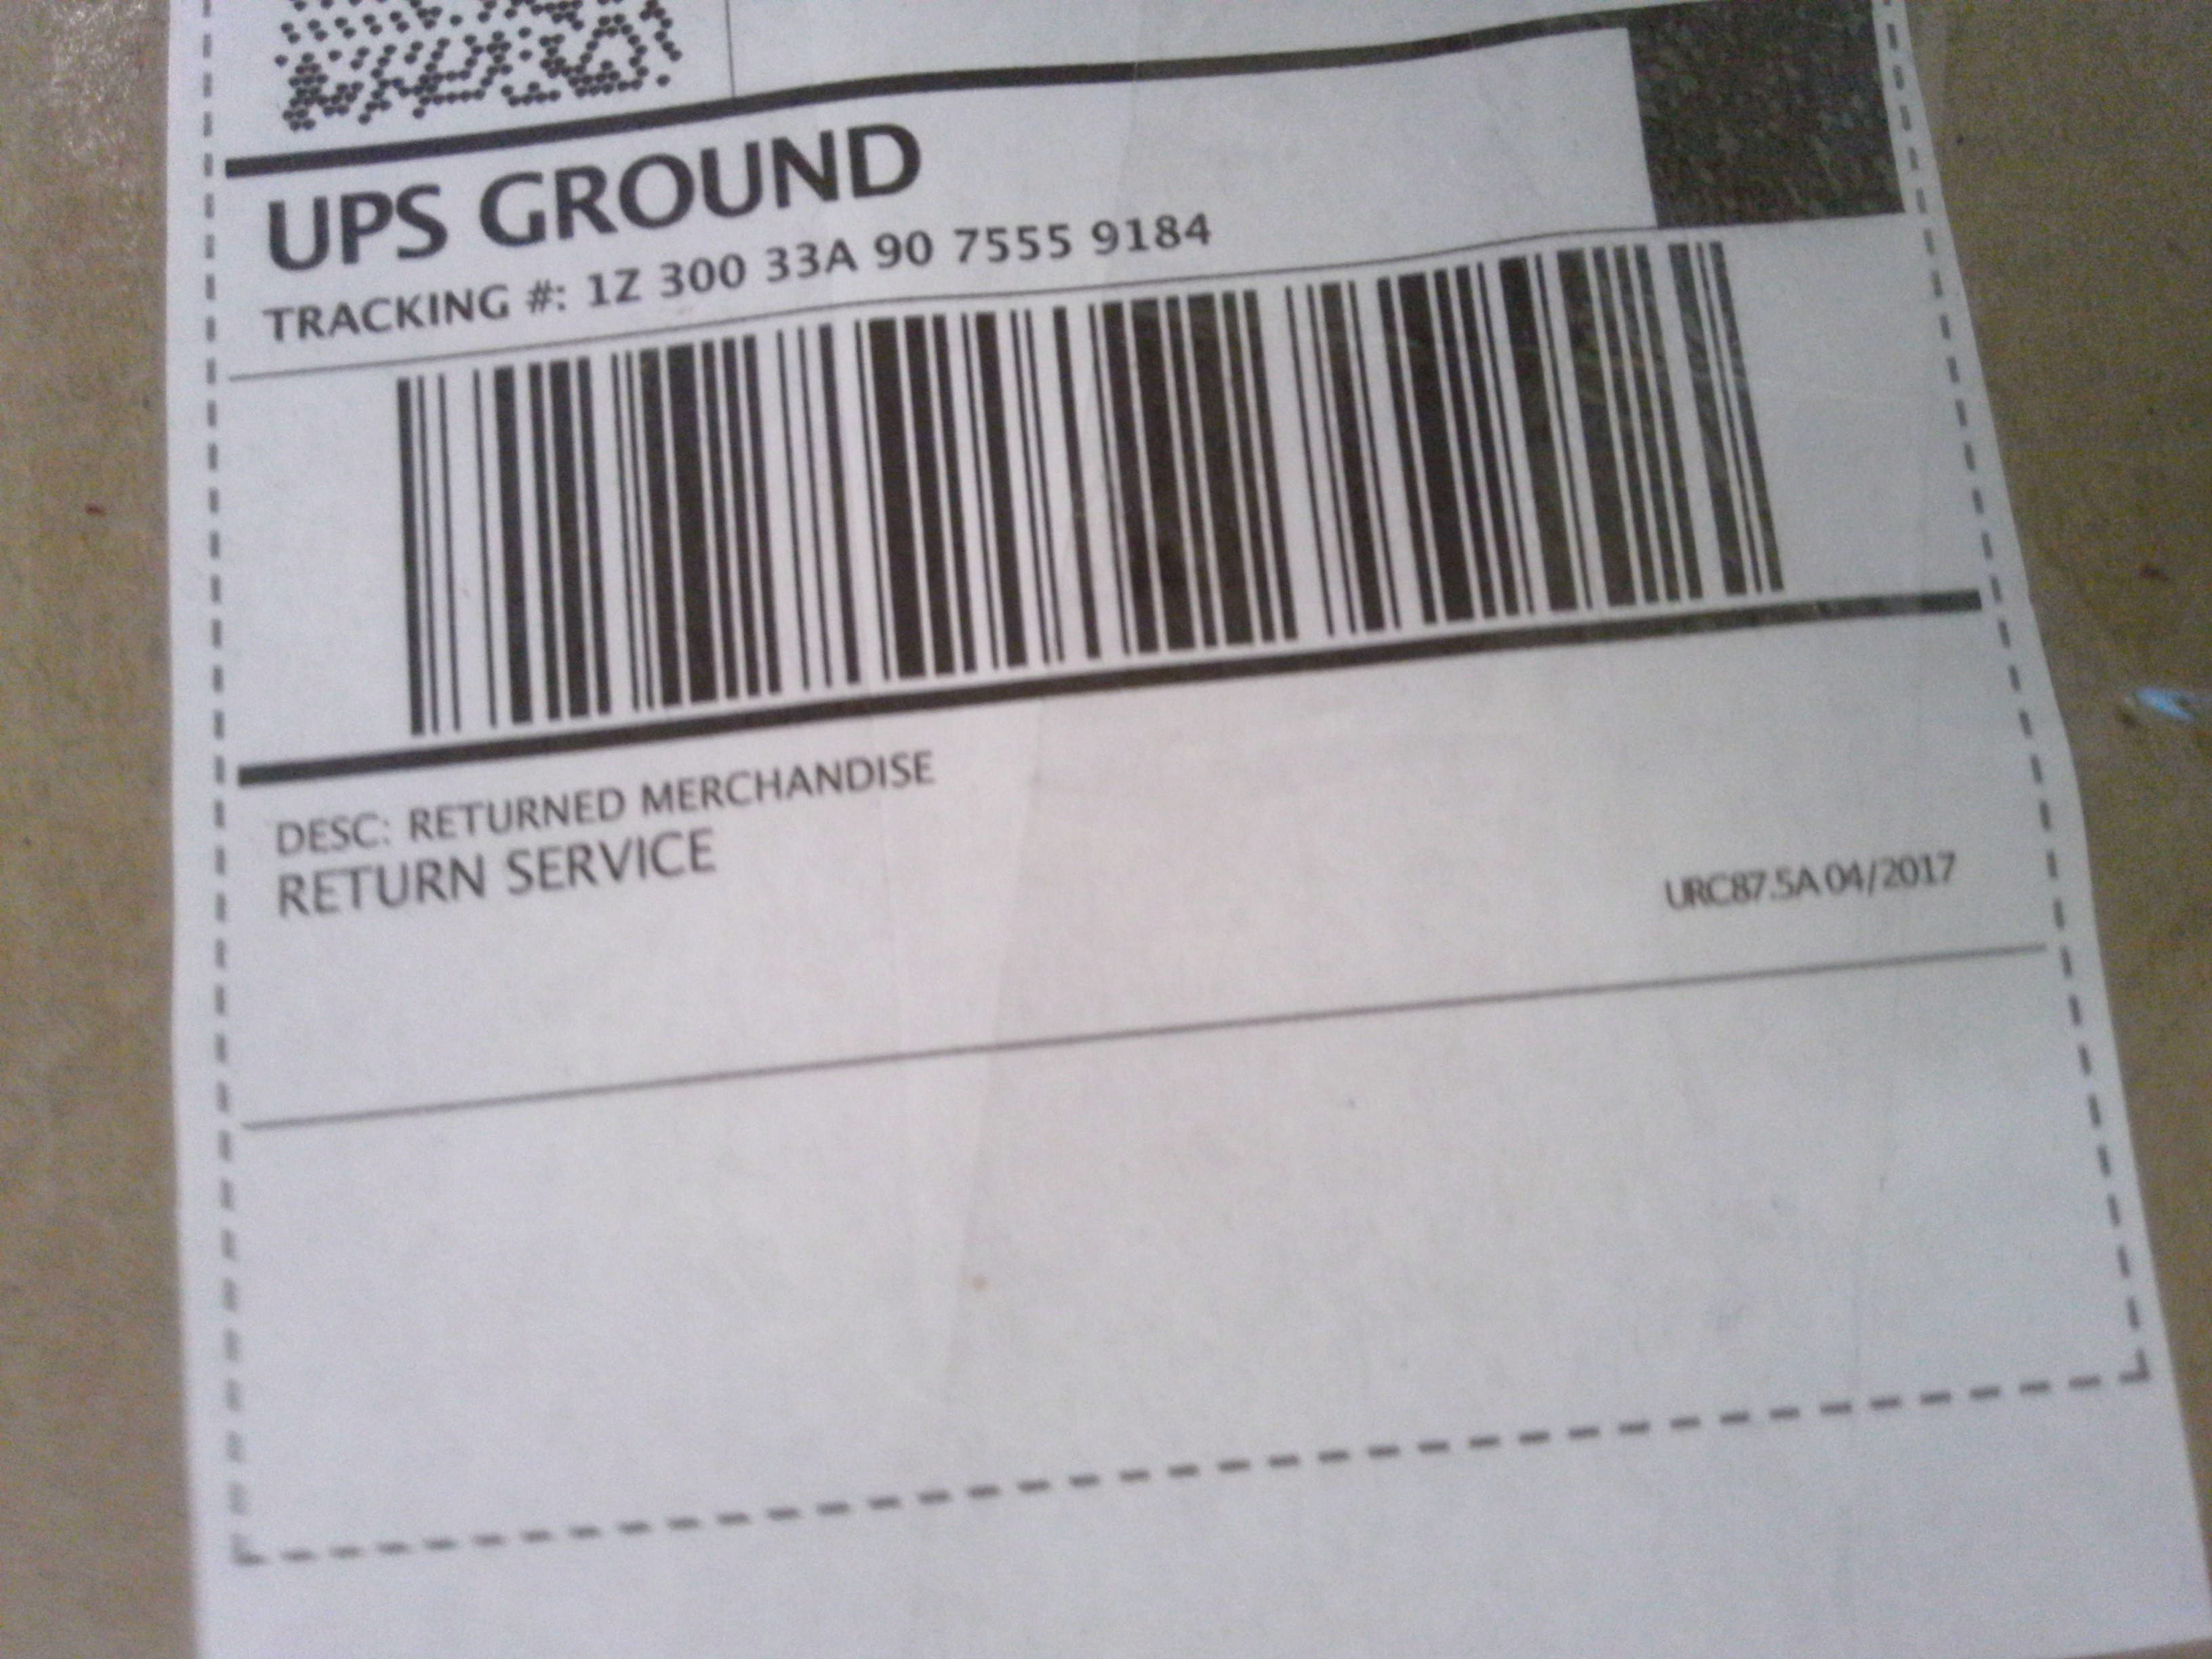 UPS GROUND
TRACKING #: 1Z 300 33A 90 7555 9184
DESC: RETURNED MERCHANDISE
RETURN SERVICE
URC87.5A 04/2017